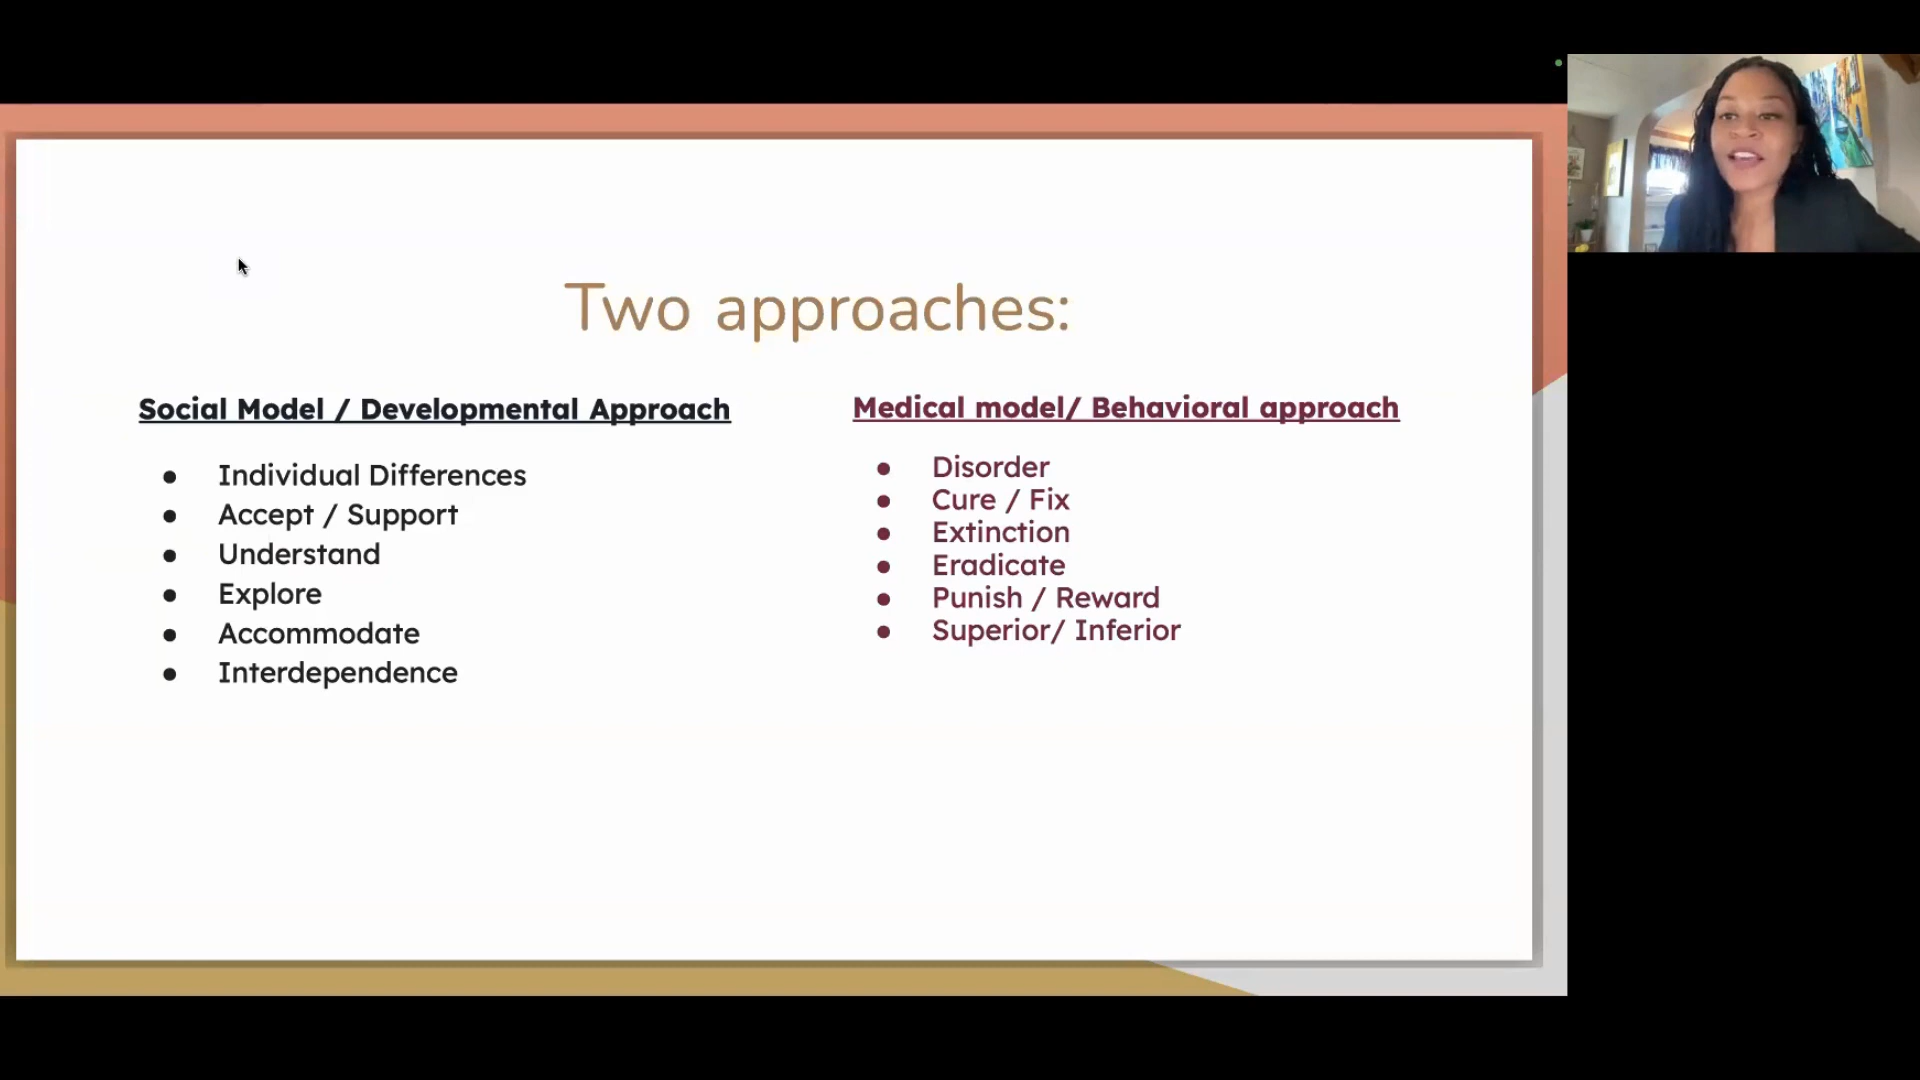 Two approaches:
Social Model / Developmental Approach
Individual Differences
Accept / Support
Understand
Explore
Accommodate
Interdependence
Medical model/ Behavioral approach
Disorder
Cure / Fix
Extinction
Eradicate
Punish / Reward
Superior/ Inferior